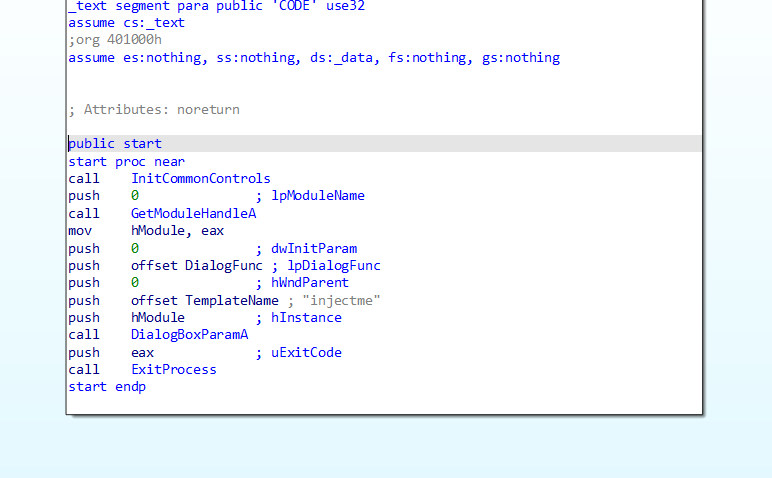 _text segment para public 'CODE' use32
assume cs:_text
;org 401000h
assume es:nothing, ss:nothing, ds:_data, fs:nothing, gs:nothing
; Attributes: noreturn
public start
start proc near
call    InitCommonControls
push    0               ; lpModuleName
call    GetModuleHandleA
mov     hModule, eax
push    0               ; dwInitParam
push    offset DialogFunc ; lpDialogFunc
push    0               ; hWndParent
push    offset TemplateName ; "injectme"
push    hModule         ; hInstance
call    DialogBoxParamA
push    eax             ; uExitCode
call    ExitProcess
start endp